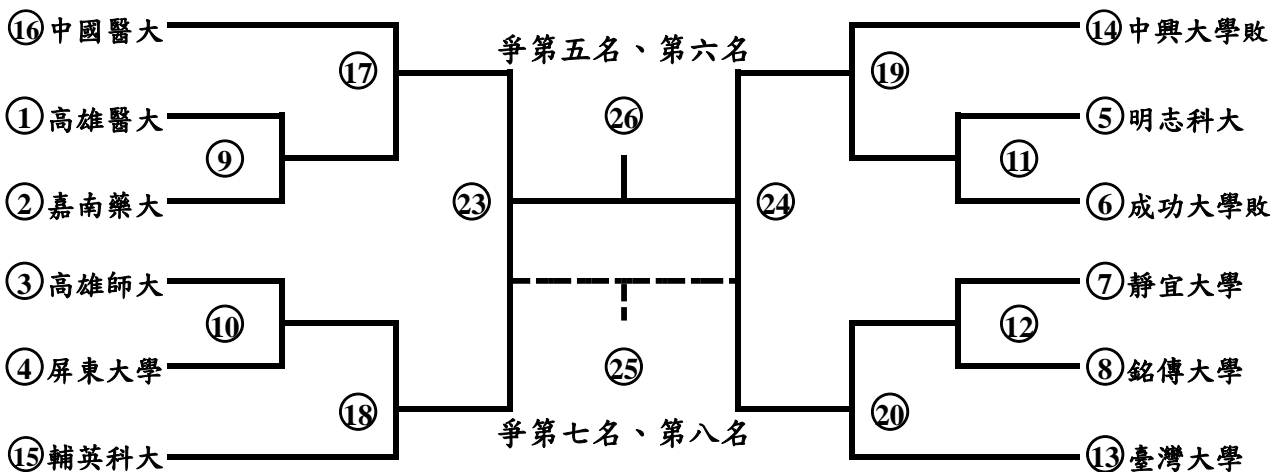 ⑯中國醫大
⑭中興大學敗
爭第五名、第六名
⑰
⑲
①高雄醫大
㉖
⑤明志科大
⑨
⑪
②嘉南藥大
㉓
㉔
⑥成功大學敗
③高雄師大
⑦靜宜大學
⑩
⑫
④屏東大學
㉕
⑧銘傳大學
⑱
⑳
爭第七名、第八名
⑮輔英科大
⑬臺灣大學